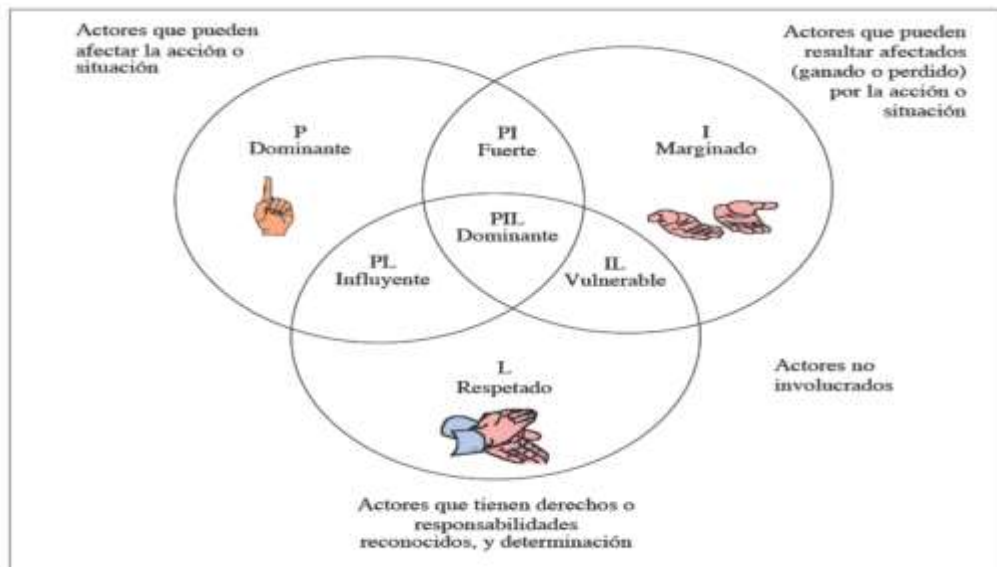 Actores que pueden
afectar la acción o
situación
Actores que pueden
resultar afectados
(ganado o perdido)
por la acción o
situación
P
Dominante
PI
Fuerte
I
Marginado
PIL
Dominante
PL
Influyente
IL
Vulnerable
L
Respetado
Actores no
involucrados
Actores que tienen derechos o
responsabilidades
reconocidos, y determinación